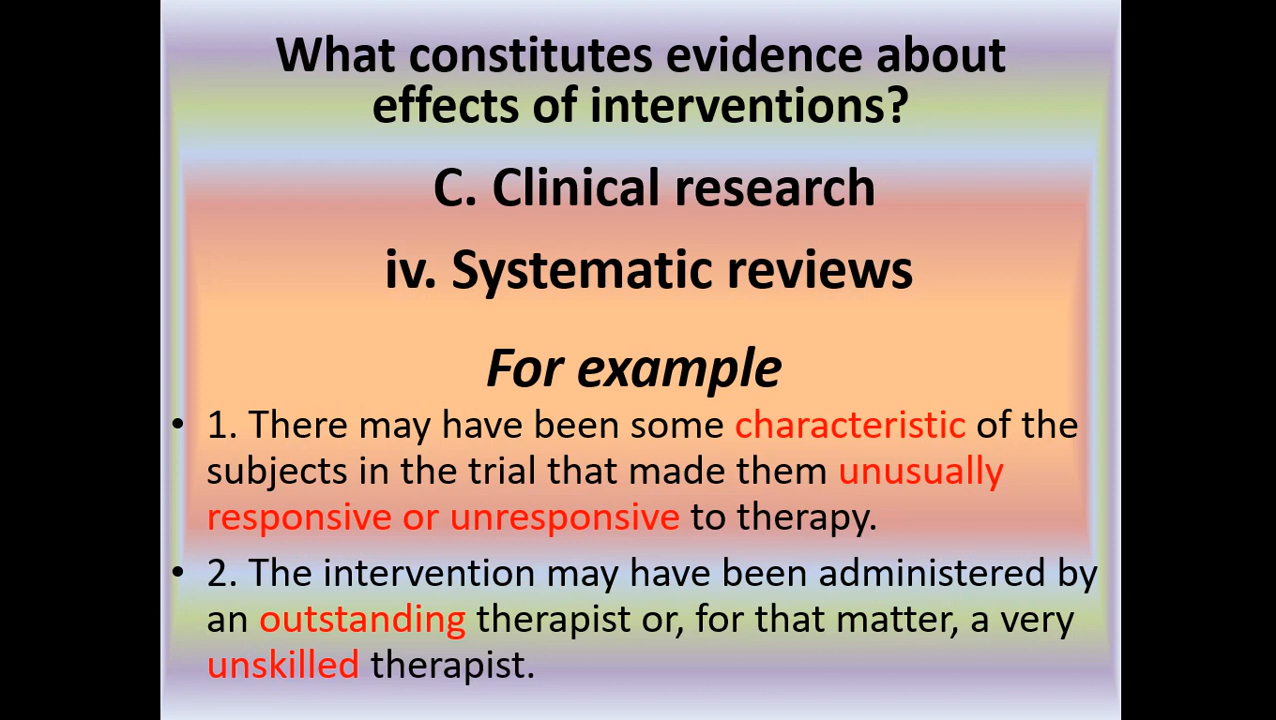 What constitutes evidence about
effects of interventions?
C. Clinical research
iv. Systematic reviews
For example
• 1. There may have been some characteristic of the
subjects in the trial that made them unusually
responsive or unresponsive to therapy.
• 2. The intervention may have been administered by
an outstanding therapist or, for that matter, a very
unskilled therapist.